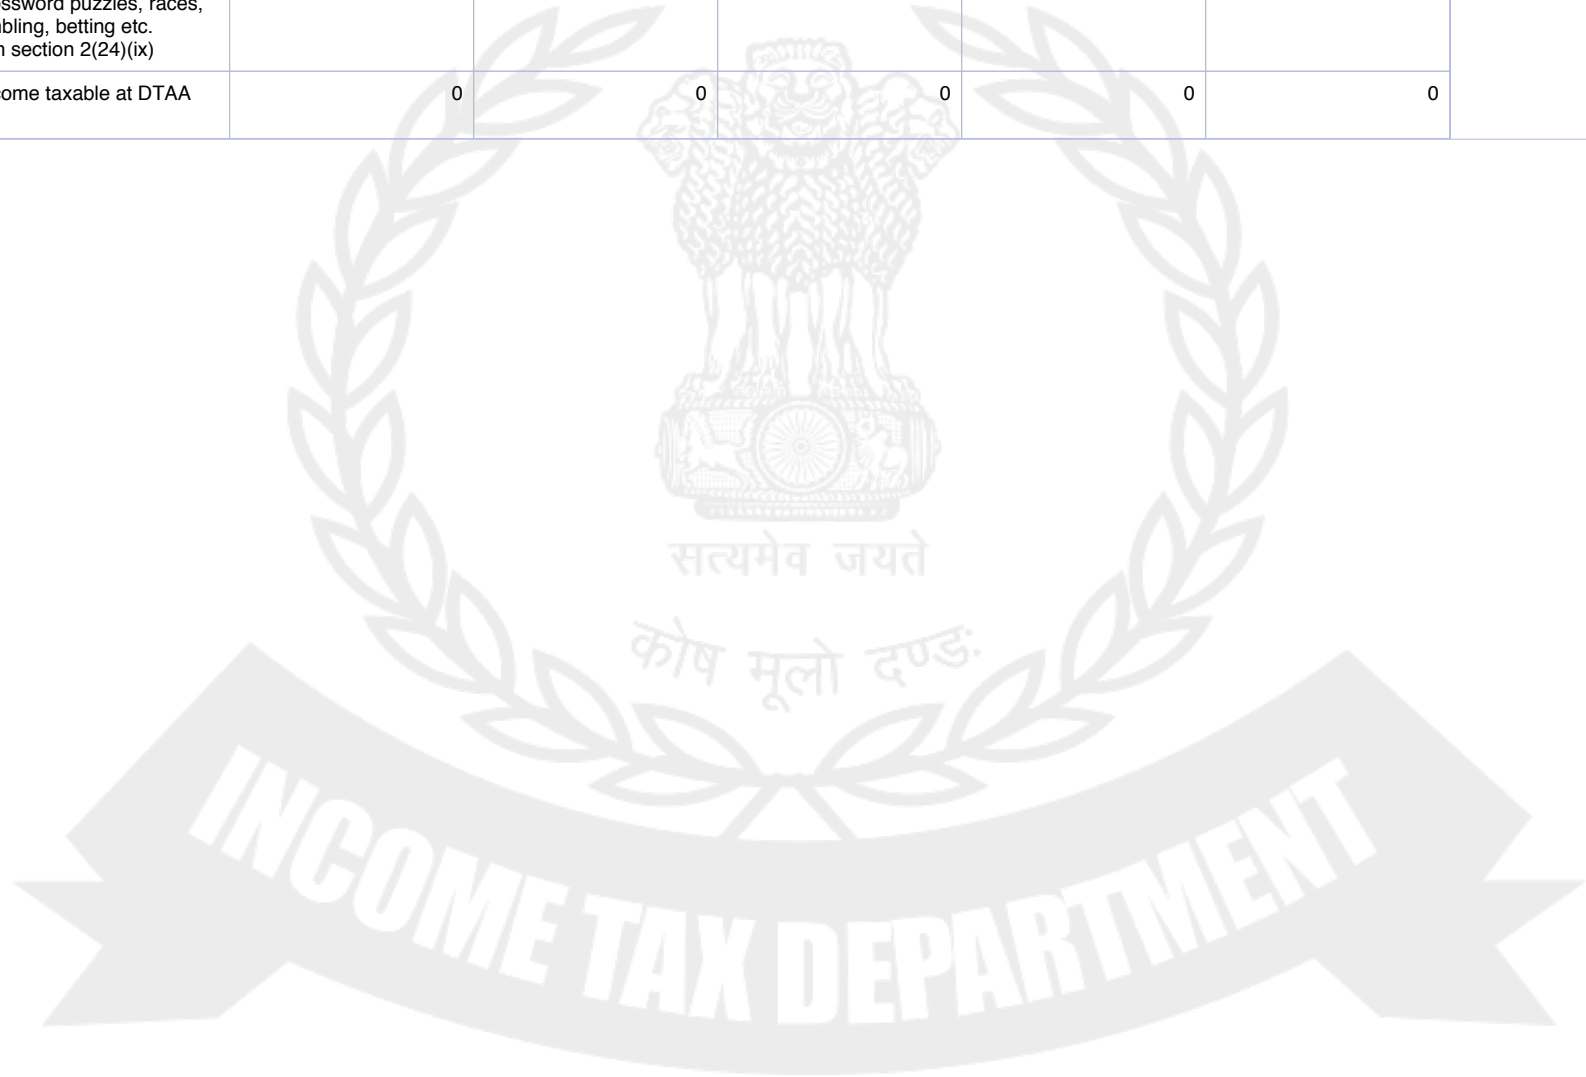 ssword puzzles, races,
bling, betting etc.
section 2(24)(ix)
come taxable at DTAA 0 0 0 0 0
सत्यमेव जयते
कोष मूलो दण्ड:
INCOME TAX DEPARTMENT